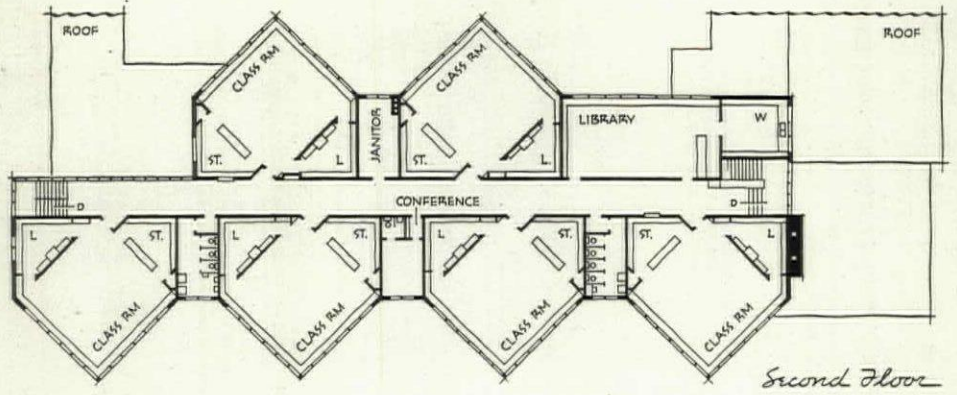 ROOF
ROOF
CLASS RM
CLASS RM
JANITOR
LIBRARY
W
ST.
L
ST.
L.
CONFERENCE
D
D
L
ST.
L
ST.
ST.
ST.
L
CLASS RM
CLASS RM
CLASS RM
CLASS RM
Second Floor